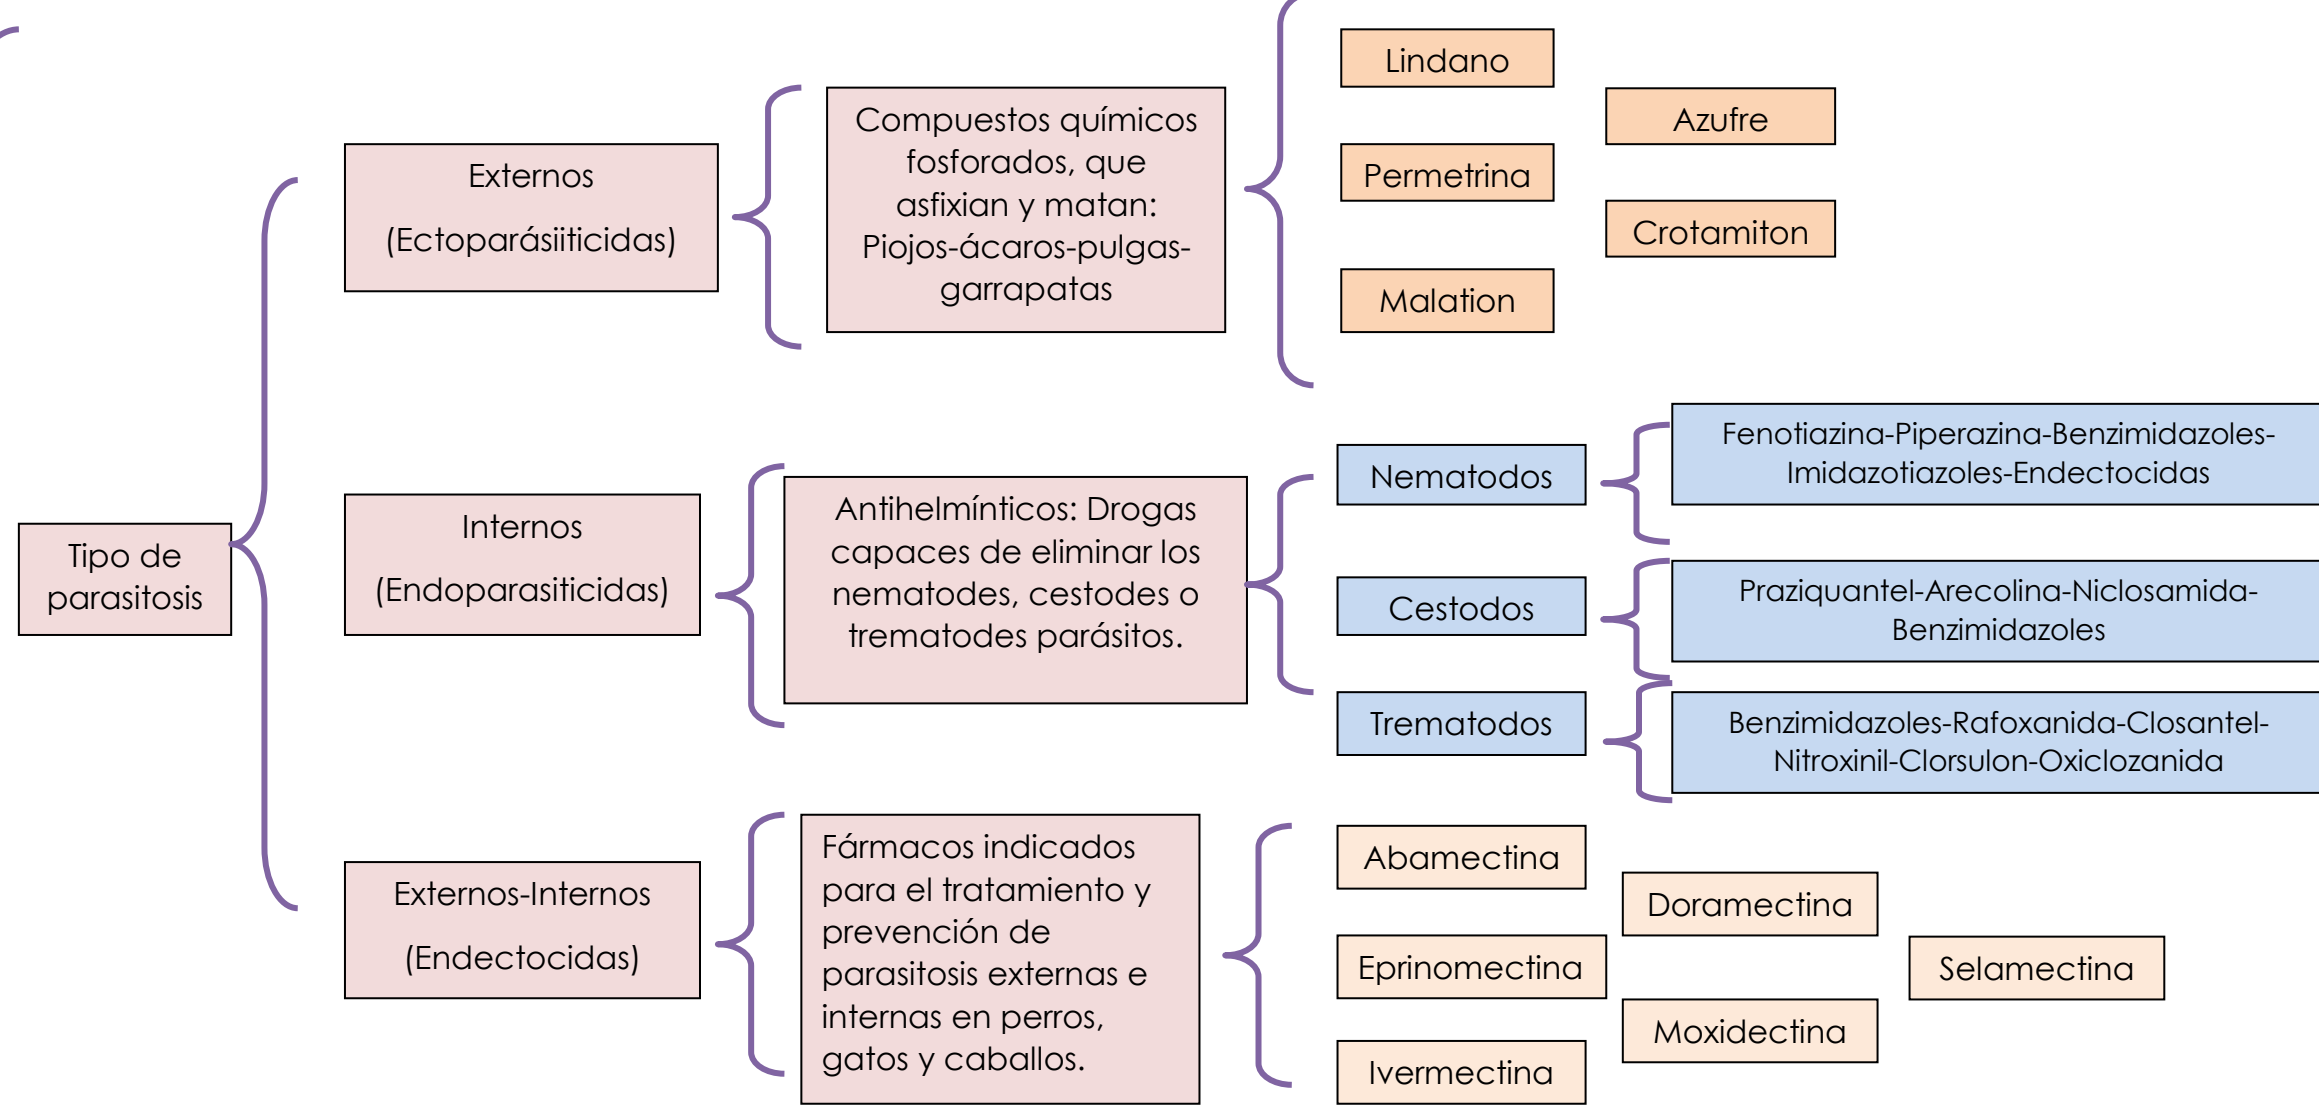 Tipo de
parasitosis
Externos
(Ectoparásiiticidas)
Compuestos químicos
fosforados, que
asfixian y matan:
Piojos-ácaros-pulgas-
garrapatas
Lindano
Azufre
Permetrina
Crotamiton
Malation
Internos
(Endoparasiticidas)
Antihelmínticos: Drogas
capaces de eliminar los
nematodes, cestodes o
trematodes parásitos.
Nematodos
Fenotiazina-Piperazina-Benzimidazoles-
Imidazotiazoles-Endectocidas
Cestodos
Praziquantel-Arecolina-Niclosamida-
Benzimidazoles
Trematodos
Benzimidazoles-Rafoxanida-Closantel-
Nitroxinil-Clorsulon-Oxiclozanida
Externos-Internos
(Endectocidas)
Fármacos indicados
para el tratamiento y
prevención de
parasitosis externas e
internas en perros,
gatos y caballos.
Abamectina
Doramectina
Eprinomectina
Selamectina
Moxidectina
Ivermectina